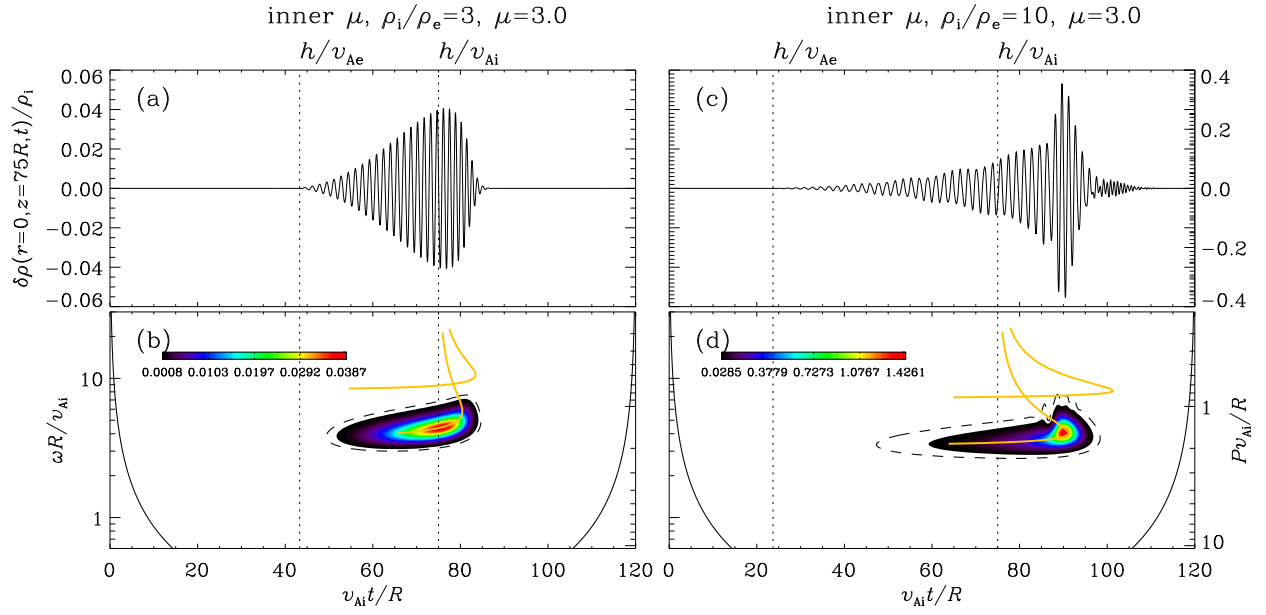 inner μ, ρi/ρe=3, μ=3.0
inner μ, ρi/ρe=10, μ=3.0
h/vAe
h/vAi
h/vAe
h/vAi
(a)
0.06
0.04
0.02
0.00
−0.02
−0.04
−0.06
δρ(r=0,z=75R,t)/ρi
(c)
0.4
0.2
0.0
−0.2
−0.4
(b)
0.0008 0.0103 0.0197 0.0292 0.0387
10
1
ωR/vAi
0 20 40 60 80 100 120
vAit/R
(d)
0.0285 0.3779 0.7273 1.0767 1.4261
1
10
PvAi/R
0 20 40 60 80 100 120
vAit/R